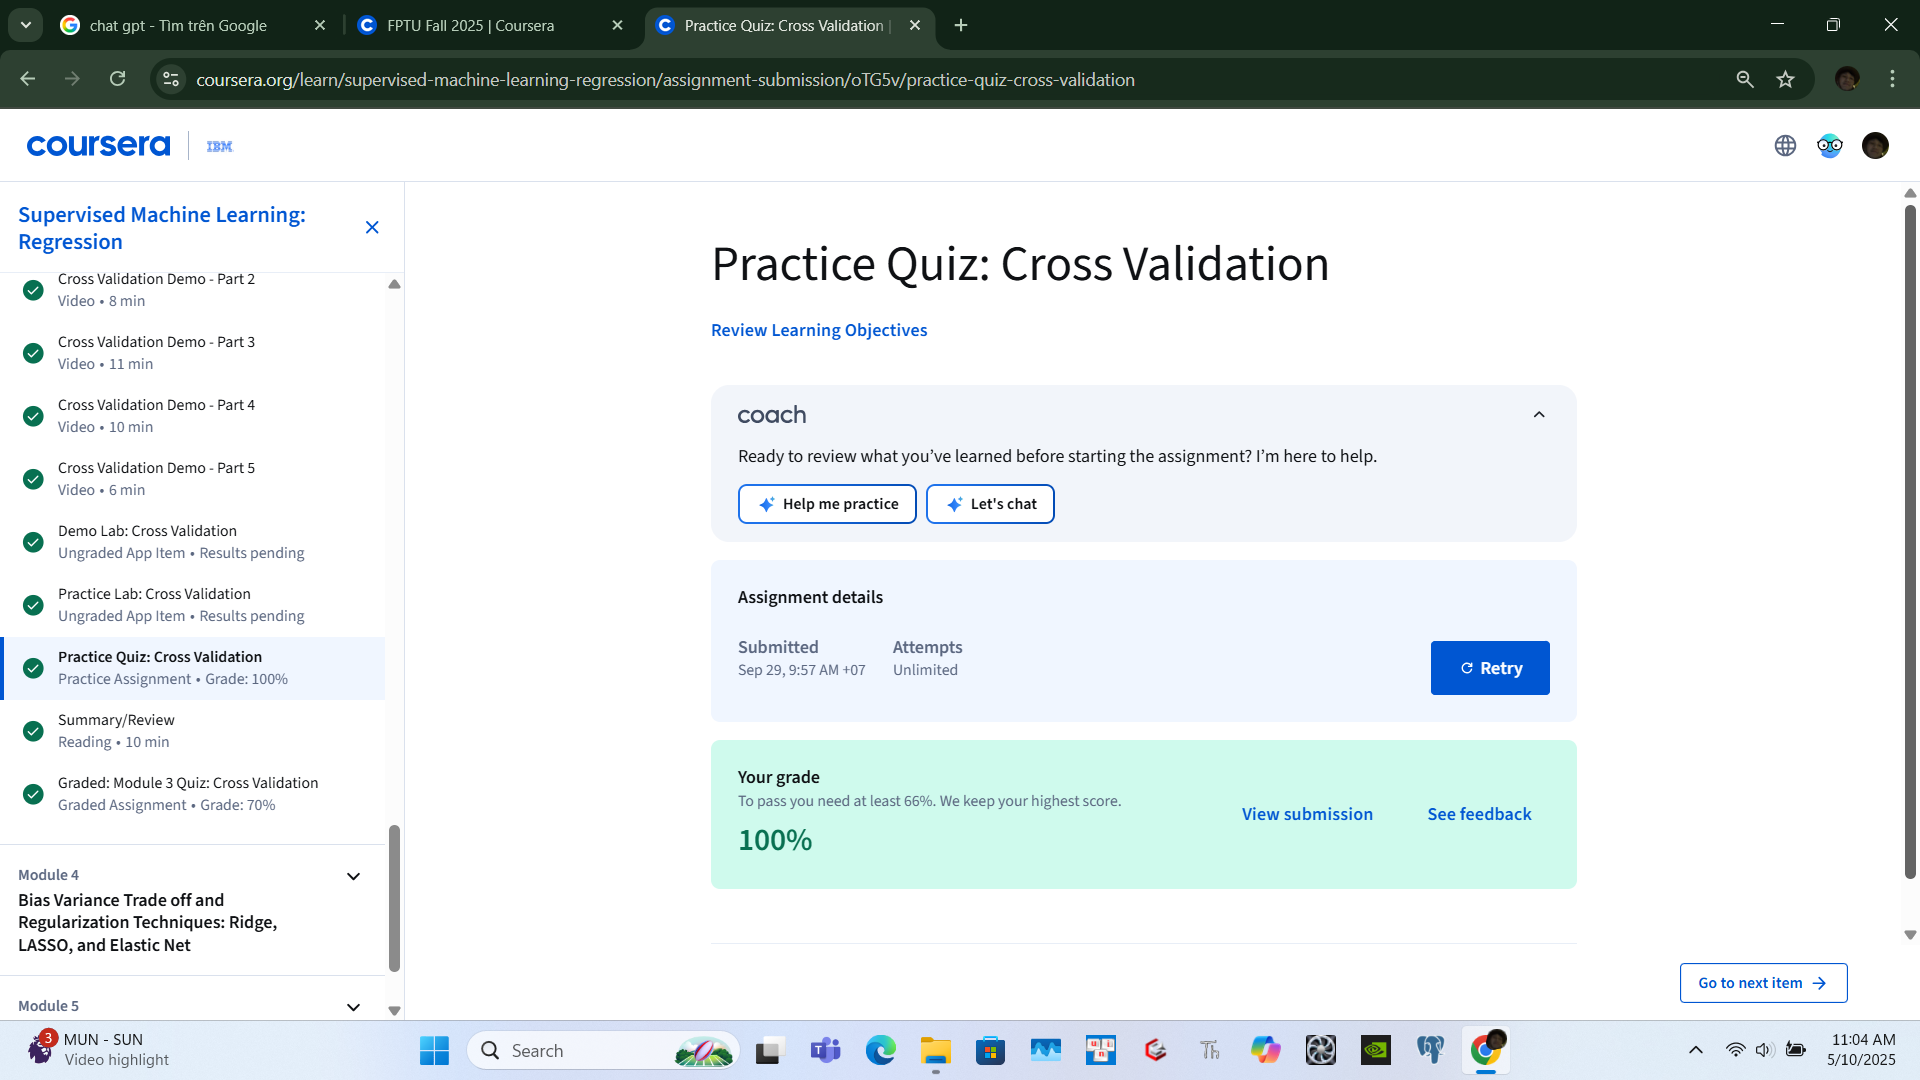 chat gpt - Tìm trên Google
FPTU Fall 2025 | Coursera
Practice Quiz: Cross Validation |
coursera.org/learn/supervised-machine-learning-regression/assignment-submission/oTG5v/practice-quiz-cross-validation
coursera
IBM
Supervised Machine Learning:
Regression
Cross Validation Demo - Part 2
Video • 8 min
Cross Validation Demo - Part 3
Video • 11 min
Cross Validation Demo - Part 4
Video • 10 min
Cross Validation Demo - Part 5
Video • 6 min
Demo Lab: Cross Validation
Ungraded App Item • Results pending
Practice Lab: Cross Validation
Ungraded App Item • Results pending
Practice Quiz: Cross Validation
Practice Assignment • Grade: 100%
Summary/Review
Reading • 10 min
Graded: Module 3 Quiz: Cross Validation
Graded Assignment • Grade: 70%
Module 4
Bias Variance Trade off and
Regularization Techniques: Ridge,
LASSO, and Elastic Net
Module 5
Practice Quiz: Cross Validation
Review Learning Objectives
coach
Ready to review what you’ve learned before starting the assignment? I’m here to help.
Help me practice
Let's chat
Assignment details
Submitted
Sep 29, 9:57 AM +07
Attempts
Unlimited
Retry
Your grade
To pass you need at least 66%. We keep your highest score.
100%
View submission
See feedback
Go to next item
3
MUN - SUN
Video highlight
Search
Th
11:04 AM
5/10/2025